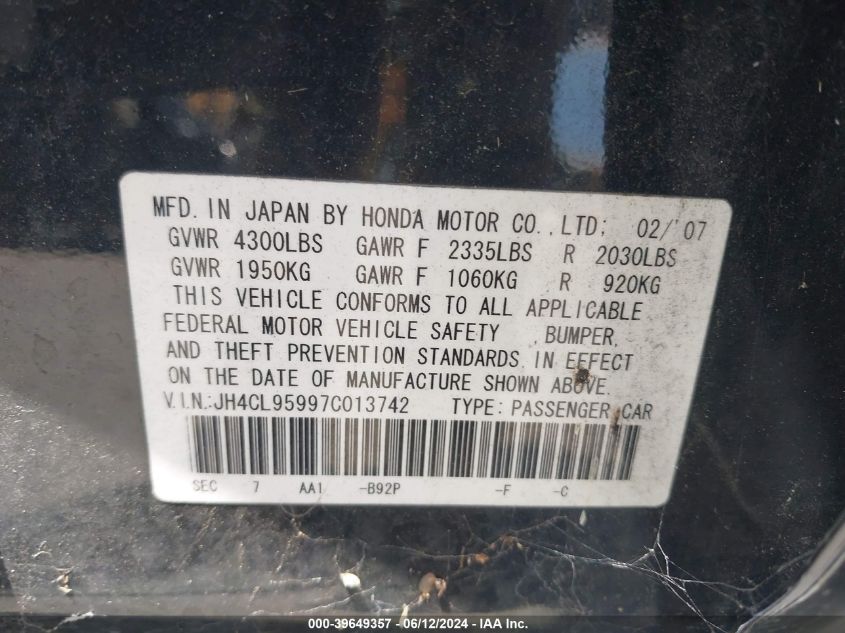 MFD. IN JAPAN BY HONDA MOTOR CO., LTD; 02/'07
GVWR 4300LBS GAWR F 2335LBS R 2030LBS
GVWR 1950KG GAWR F 1060KG R 920KG
THIS VEHICLE CONFORMS TO ALL APPLICABLE
FEDERAL MOTOR VEHICLE SAFETY , BUMPER,
AND THEFT PREVENTION STANDARDS IN EFFECT
ON THE DATE OF MANUFACTURE SHOWN ABOVE.
V.I.N.:JH4CL95997C013742 TYPE: PASSENGER CAR
SEC 7 AA1 -B92P -F -C
000-39649357 - 06/12/2024 - IAA Inc.